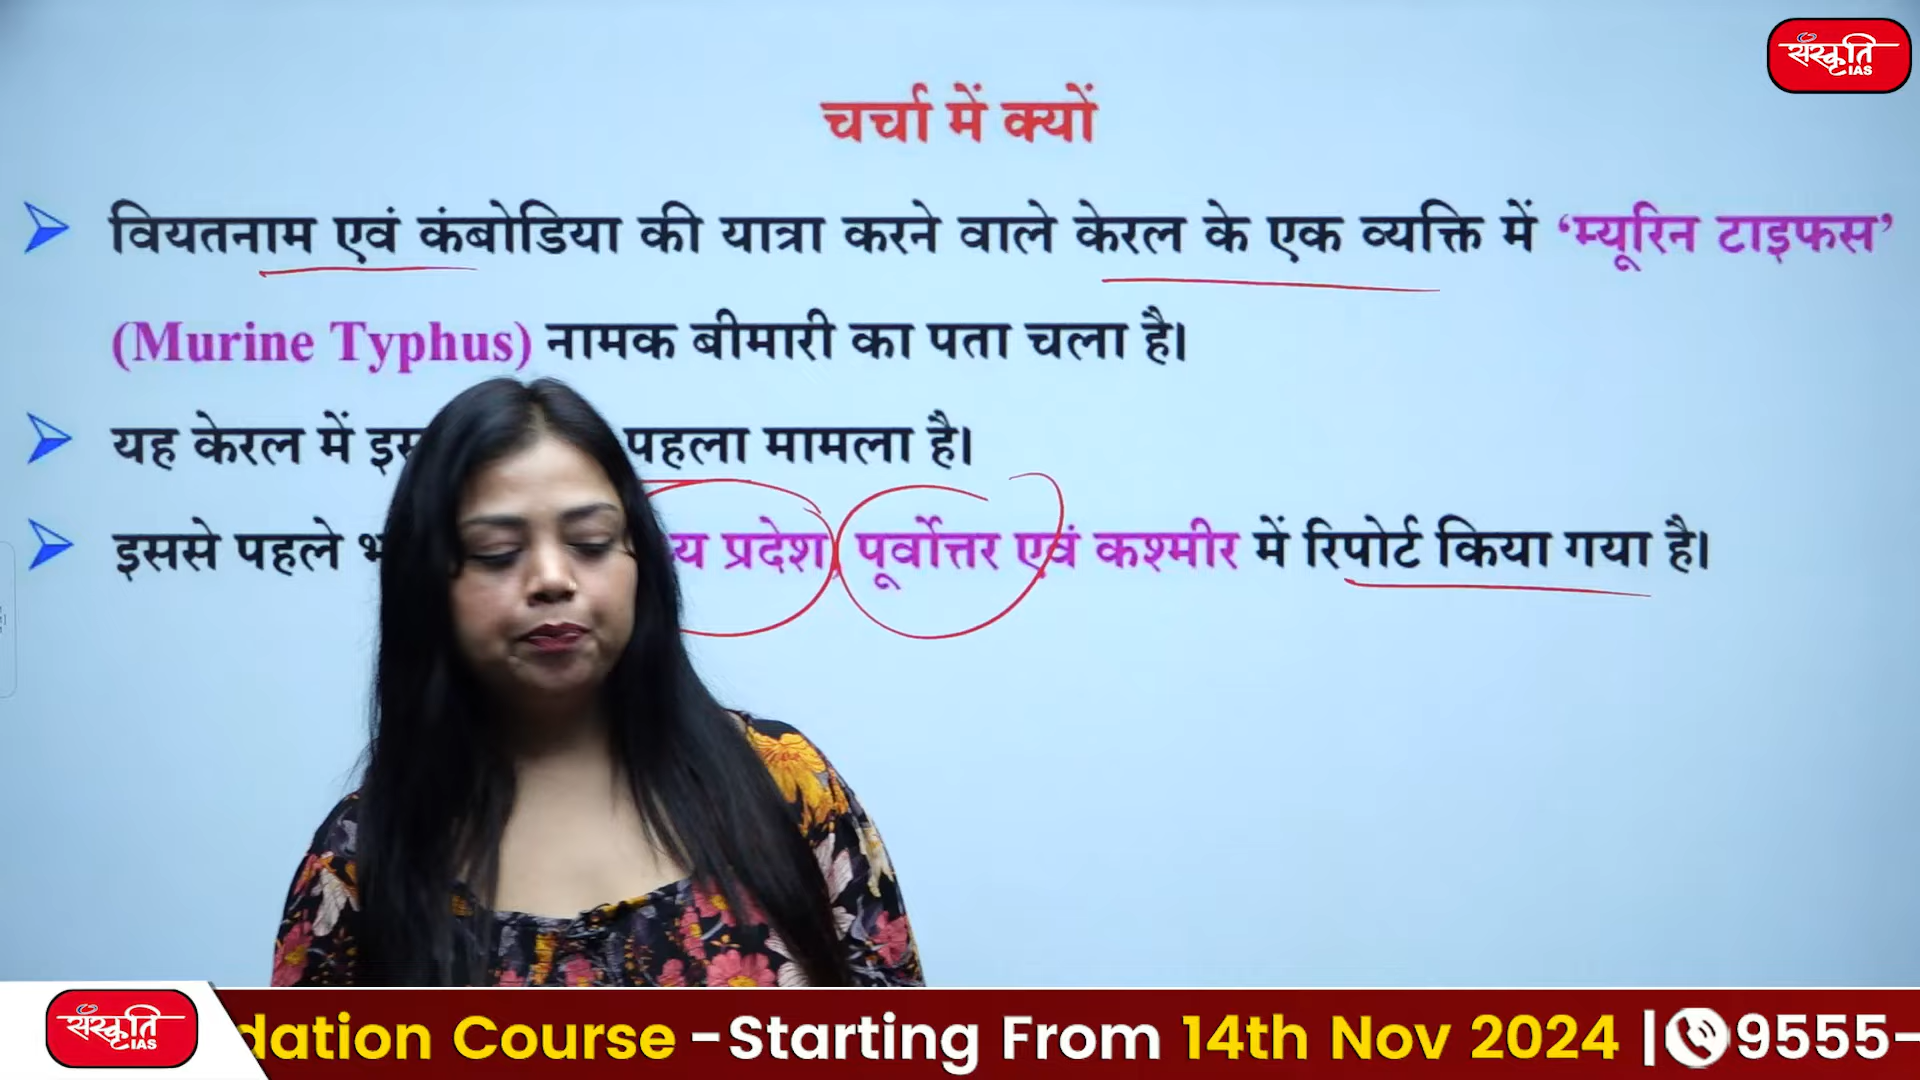 संस्कृति
IAS
चर्चा में क्यों
वियतनाम एवं कंबोडिया की यात्रा करने वाले केरल के एक व्यक्ति में ‘म्यूरिन टाइफस’
(Murine Typhus) नामक बीमारी का पता चला है।
यह केरल में पहला मामला है।
इससे पहले प्रदेश, पूर्वोत्तर एवं कश्मीर में रिपोर्ट किया गया है।
संस्कृति
IAS
dation Course -Starting From 14th Nov 2024 | 9555-